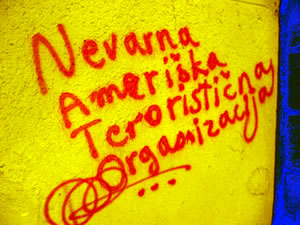 Nevarna
Ameriška
Teroristična
Organizacija
...